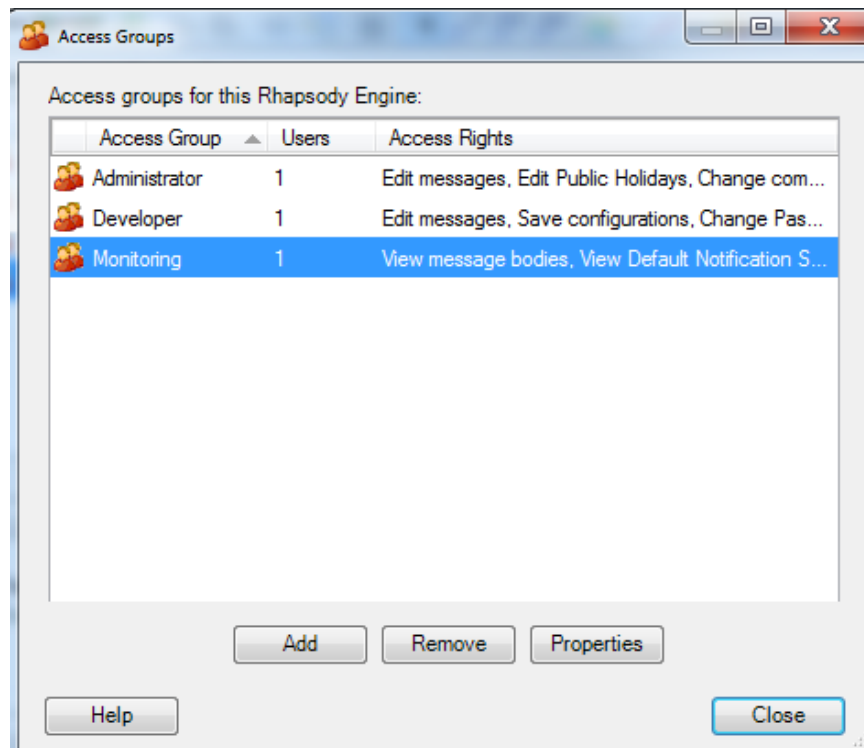 Access Groups
Access groups for this Rhapsody Engine:
Access Group Users Access Rights
Administrator 1 Edit messages, Edit Public Holidays, Change com...
Developer 1 Edit messages, Save configurations, Change Pas...
Monitoring 1 View message bodies, View Default Notification S...
Add Remove Properties
Help Close